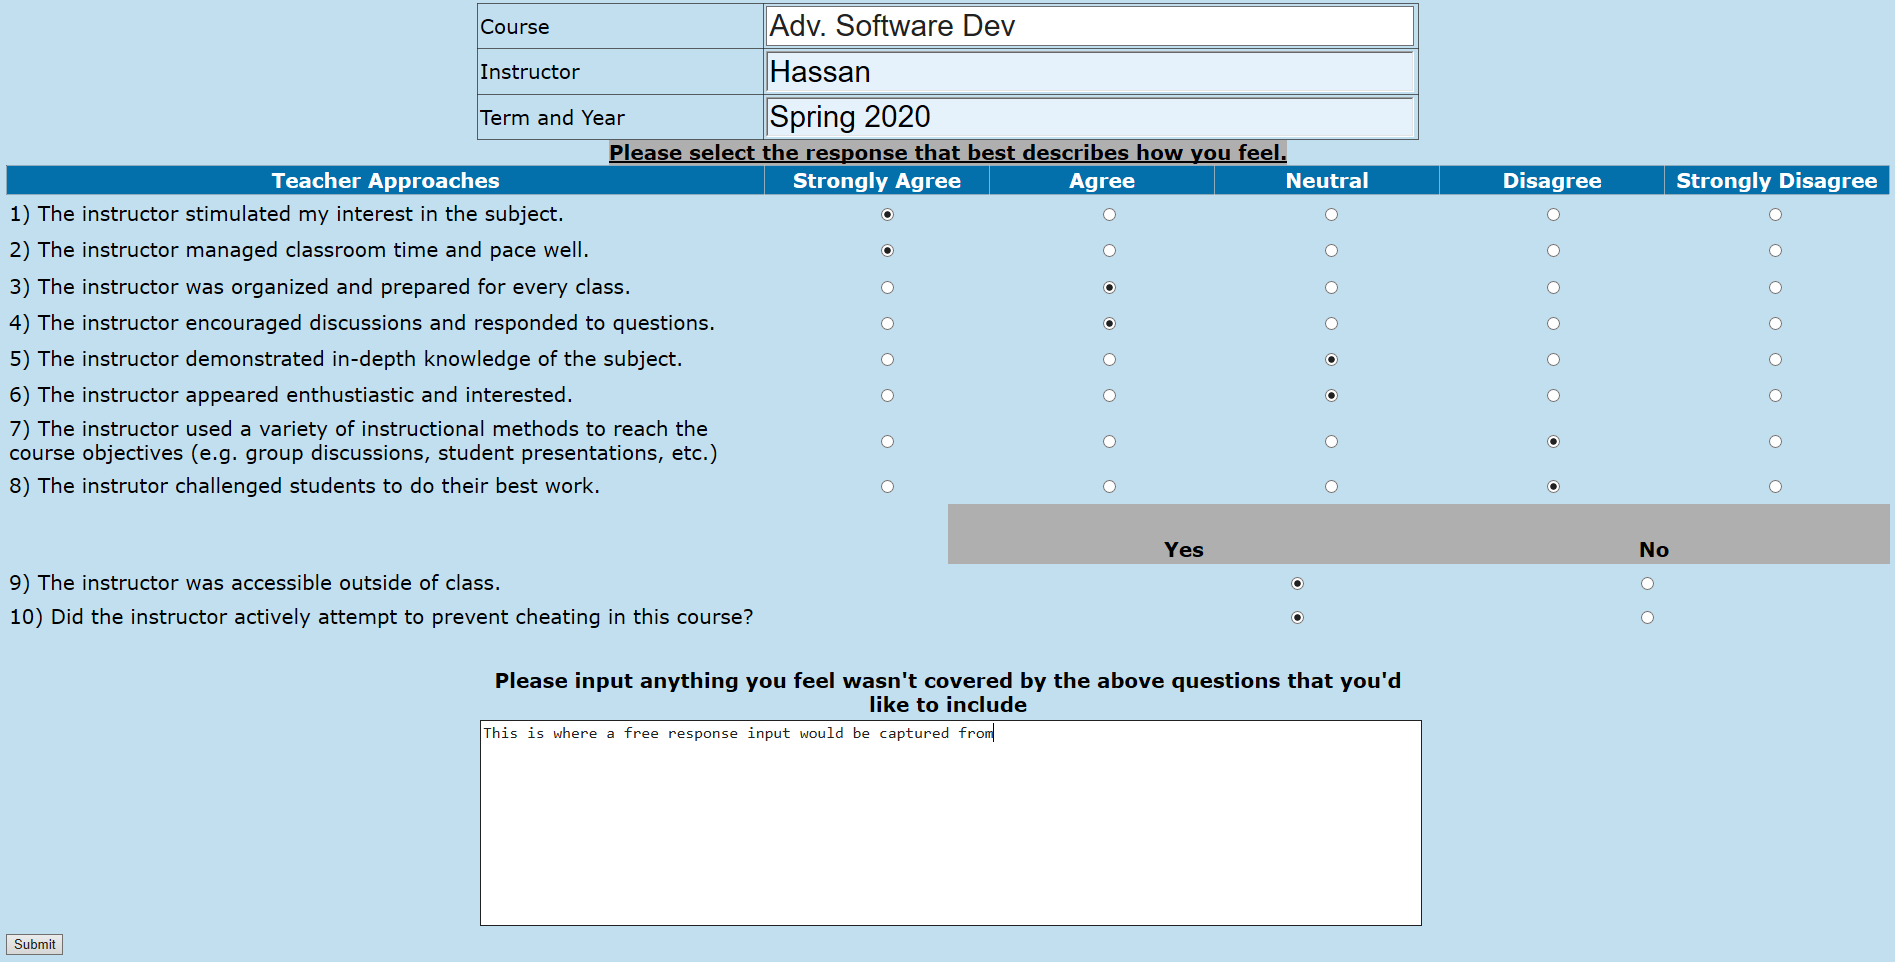 Course Adv. Software Dev
Instructor Hassan
Term and Year Spring 2020
Please select the response that best describes how you feel.
Teacher Approaches Strongly Agree Agree Neutral Disagree Strongly Disagree
1) The instructor stimulated my interest in the subject.
2) The instructor managed classroom time and pace well.
3) The instructor was organized and prepared for every class.
4) The instructor encouraged discussions and responded to questions.
5) The instructor demonstrated in-depth knowledge of the subject.
6) The instructor appeared enthustiastic and interested.
7) The instructor used a variety of instructional methods to reach the
course objectives (e.g. group discussions, student presentations, etc.)
8) The instrutor challenged students to do their best work.
Yes No
9) The instructor was accessible outside of class.
10) Did the instructor actively attempt to prevent cheating in this course?
Please input anything you feel wasn't covered by the above questions that you'd
like to include
This is where a free response input would be captured from
Submit